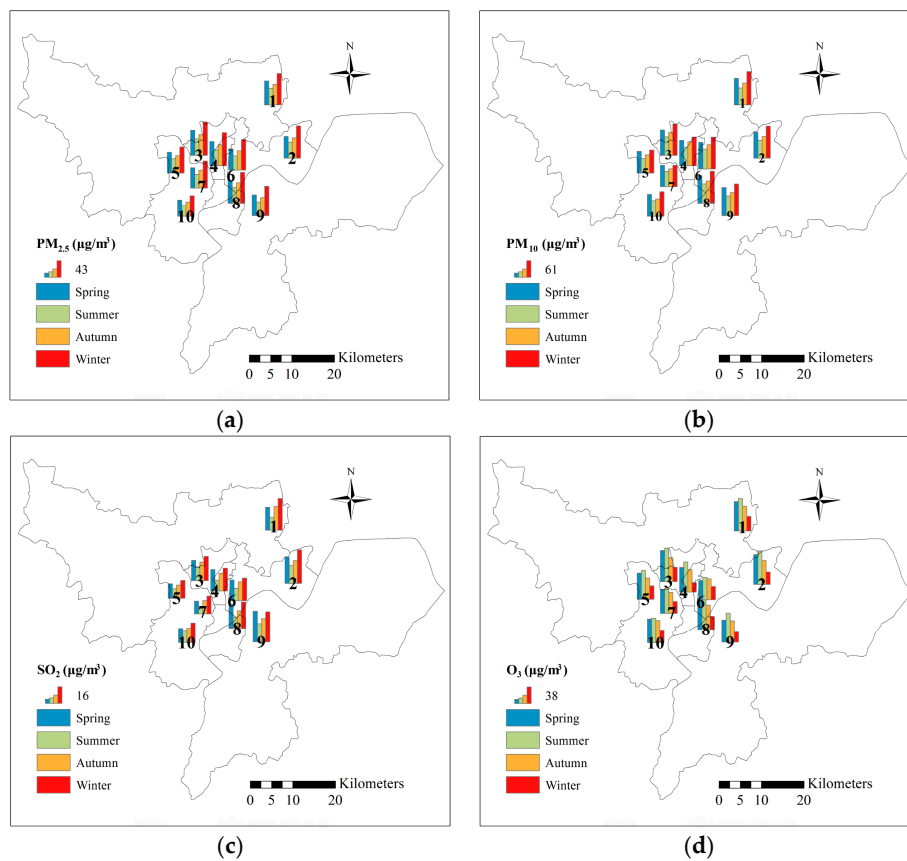 N
1
2
3
4
5
6
7
8
9
10
PM2.5 (µg/m³)
43
Spring
Summer
Autumn
Winter
Kilometers
0 5 10 20
(a)
N
1
2
3
4
5
6
7
8
9
10
PM10 (µg/m³)
61
Spring
Summer
Autumn
Winter
Kilometers
0 5 10 20
(b)
N
1
2
3
4
5
6
7
8
9
10
SO2 (µg/m³)
16
Spring
Summer
Autumn
Winter
Kilometers
0 5 10 20
(c)
N
1
2
3
4
5
6
7
8
9
10
O3 (µg/m³)
38
Spring
Summer
Autumn
Winter
Kilometers
0 5 10 20
(d)